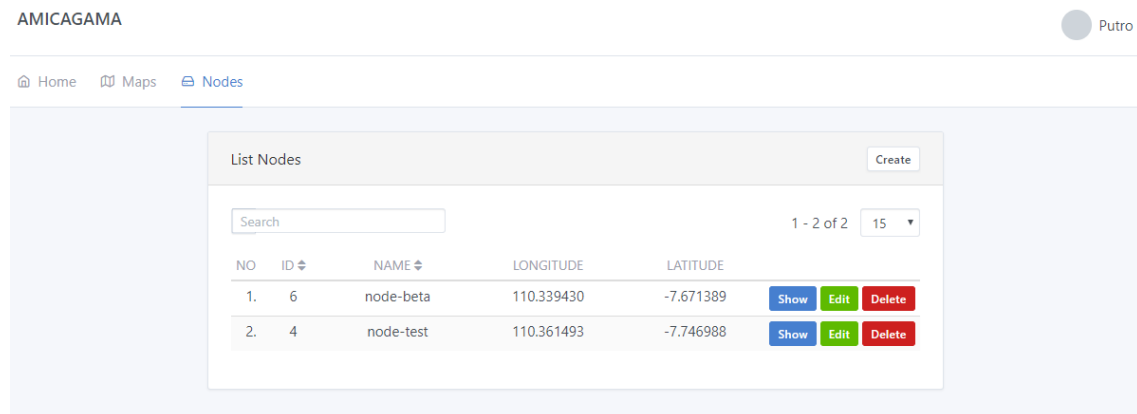 AMICAGAMA
Putro
Home Maps Nodes
List Nodes
Create
Search
1 - 2 of 2 15
NO ID NAME LONGITUDE LATITUDE
1. 6 node-beta 110.339430 -7.671389 Show Edit Delete
2. 4 node-test 110.361493 -7.746988 Show Edit Delete